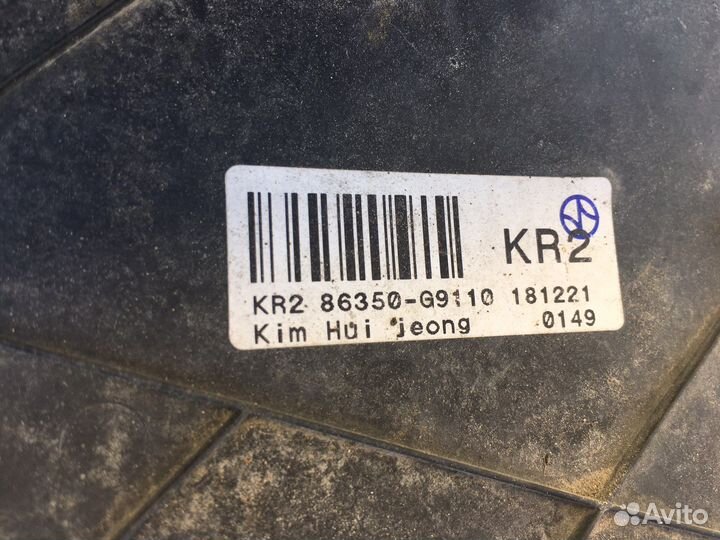 KR2
KR2 86350-G9110 181221
Kim Hui jeong 0149
Avito